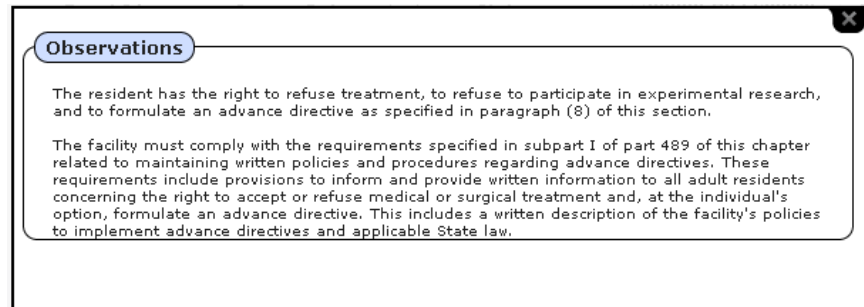 Observations
The resident has the right to refuse treatment, to refuse to participate in experimental research,
and to formulate an advance directive as specified in paragraph (8) of this section.
The facility must comply with the requirements specified in subpart I of part 489 of this chapter
related to maintaining written policies and procedures regarding advance directives. These
requirements include provisions to inform and provide written information to all adult residents
concerning the right to accept or refuse medical or surgical treatment and, at the individual's
option, formulate an advance directive. This includes a written description of the facility's policies
to implement advance directives and applicable State law.